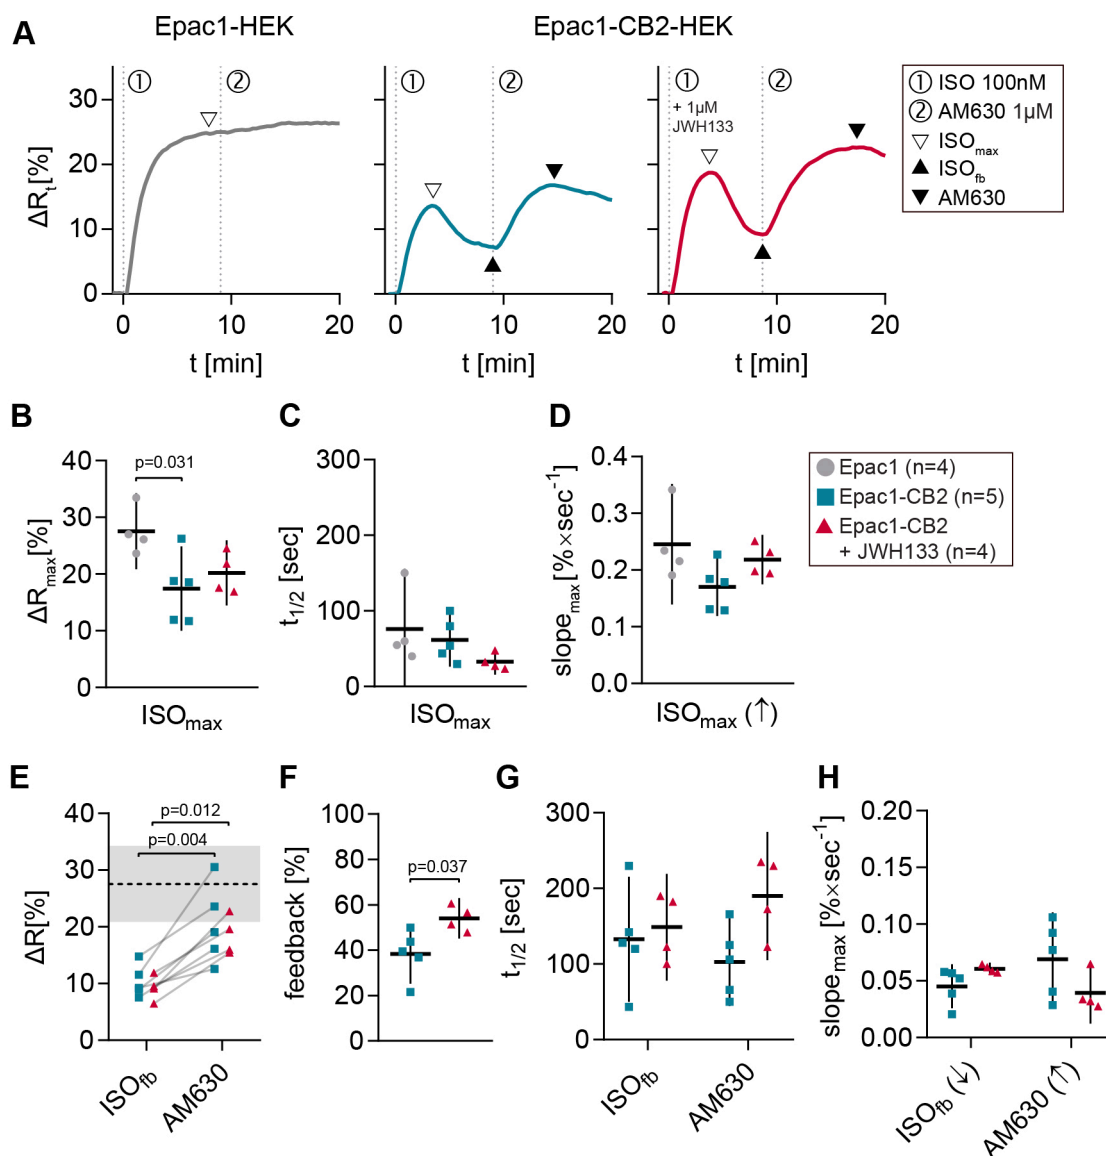 A
Epac1-HEK
Epac1-CB2-HEK
ΔRt[%]
30
20
10
0
① ②
① ②
① ②
+ 1µM
JWH133
0 10 20
0 10 20
0 10 20
t [min]
t [min]
t [min]
① ISO 100nM
② AM630 1µM
▽ ISOmax
▲ ISOfb
▼ AM630
B
ΔRmax[%]
40
30
20
10
0
p=0.031
ISOmax
C
t1/2 [sec]
300
200
100
0
ISOmax
D
slopemax[%×sec-1]
0.4
0.3
0.2
0.1
0.0
ISOmax (↑)
Epac1 (n=4)
Epac1-CB2 (n=5)
Epac1-CB2
+ JWH133 (n=4)
E
ΔR[%]
40
30
20
10
0
p=0.012
p=0.004
ISOfb
AM630
F
feedback [%]
100
80
60
40
20
0
p=0.037
G
t1/2 [sec]
300
200
100
0
ISOfb
AM630
H
slopemax [%×sec-1]
0.20
0.15
0.10
0.05
0.00
ISOfb (↓)
AM630 (↑)